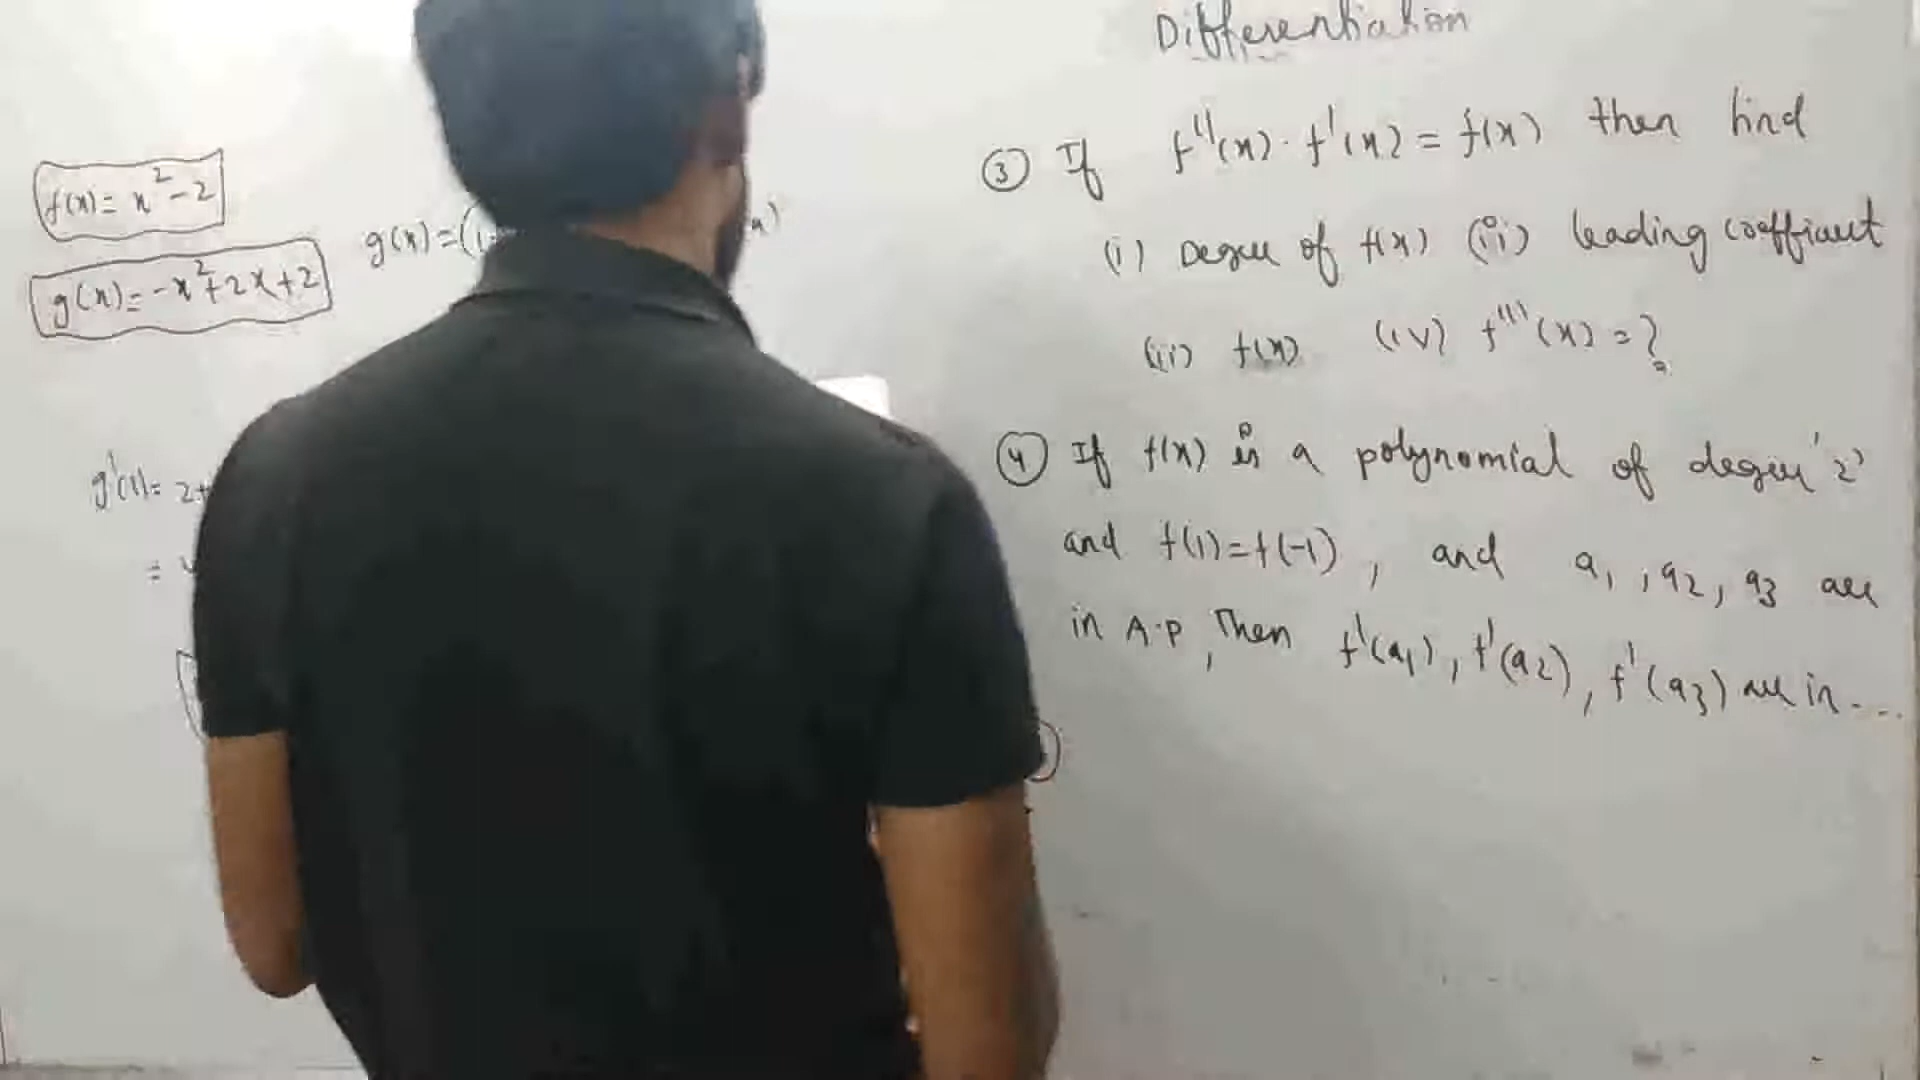 f(x) = x² - 2
g(x) = -x² + 2x + 2
g(x) = (1
x)
g'(1) = 2+
=
Differentiation
③ If f''(x) · f'(x) = f(x) then find
(i) Degree of f(x) (ii) leading coefficient
(iii) f(x) (iv) f'''(x) = ?
④ If f(x) is a polynomial of degree '2'
and f(1) = f(-1), and a₁, a₂, a₃ are
in A.P, Then f'(a₁), f'(a₂), f'(a₃) are in ...